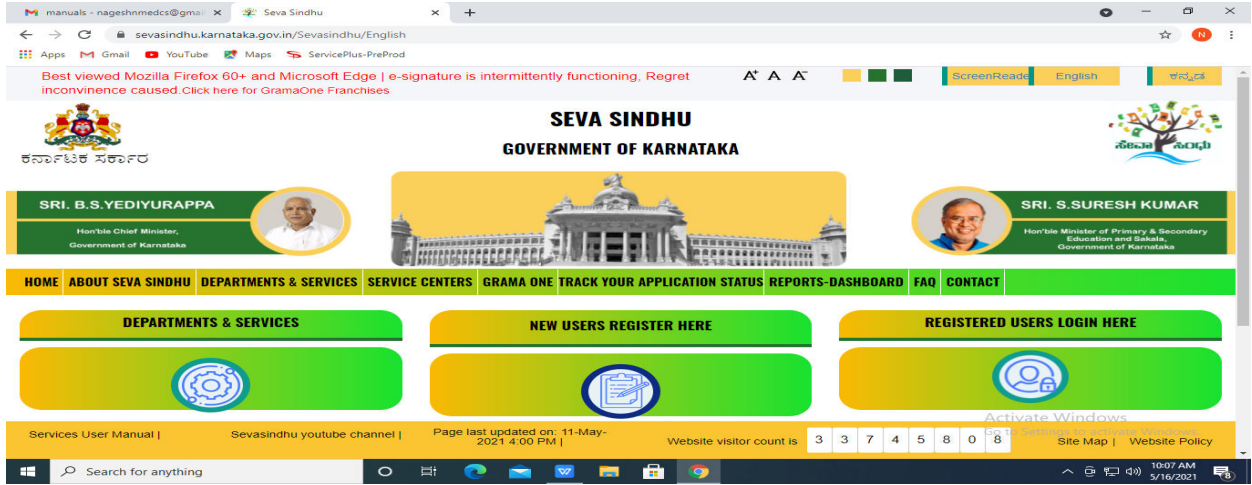 manuals - nageshnmedcs@gmai
Seva Sindhu
sevasindhu.karnataka.gov.in/Sevasindhu/English
N
Apps Gmail YouTube Maps ServicePlus-PreProd
Best viewed Mozilla Firefox 60+ and Microsoft Edge | e-signature is intermittently functioning, Regret
inconvinence caused.Click here for GramaOne Franchises
A+ A A-
ScreenReade English ಕನ್ನಡ
SEVA SINDHU
GOVERNMENT OF KARNATAKA
ಕರ್ನಾಟಕ ಸರ್ಕಾರ
ಸೇವಾ ಸಿಂಧು
SRI. B.S.YEDIYURAPPA
Hon'ble Chief Minister,
Government of Karnataka
SRI. S.SURESH KUMAR
Hon'ble Minister of Primary & Secondary
Education and Sakala,
Government of Karnataka
HOME ABOUT SEVA SINDHU DEPARTMENTS & SERVICES SERVICE CENTERS GRAMA ONE TRACK YOUR APPLICATION STATUS REPORTS-DASHBOARD FAQ CONTACT
DEPARTMENTS & SERVICES
NEW USERS REGISTER HERE
REGISTERED USERS LOGIN HERE
Activate Windows
Go to Settings to activate Windows.
Services User Manual |
Sevasindhu youtube channel |
Page last updated on: 11-May-
2021 4:00 PM |
Website visitor count is 3 3 7 4 5 8 0 8
Site Map | Website Policy
Search for anything
10:07 AM
5/16/2021
8